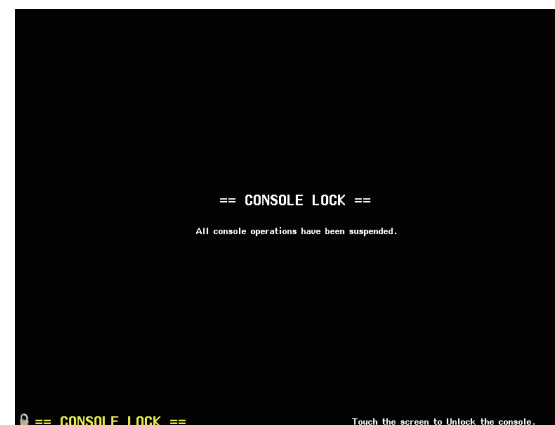 == CONSOLE LOCK ==
All console operations have been suspended.
== CONSOLE LOCK ==
Touch the screen to Unlock the console.